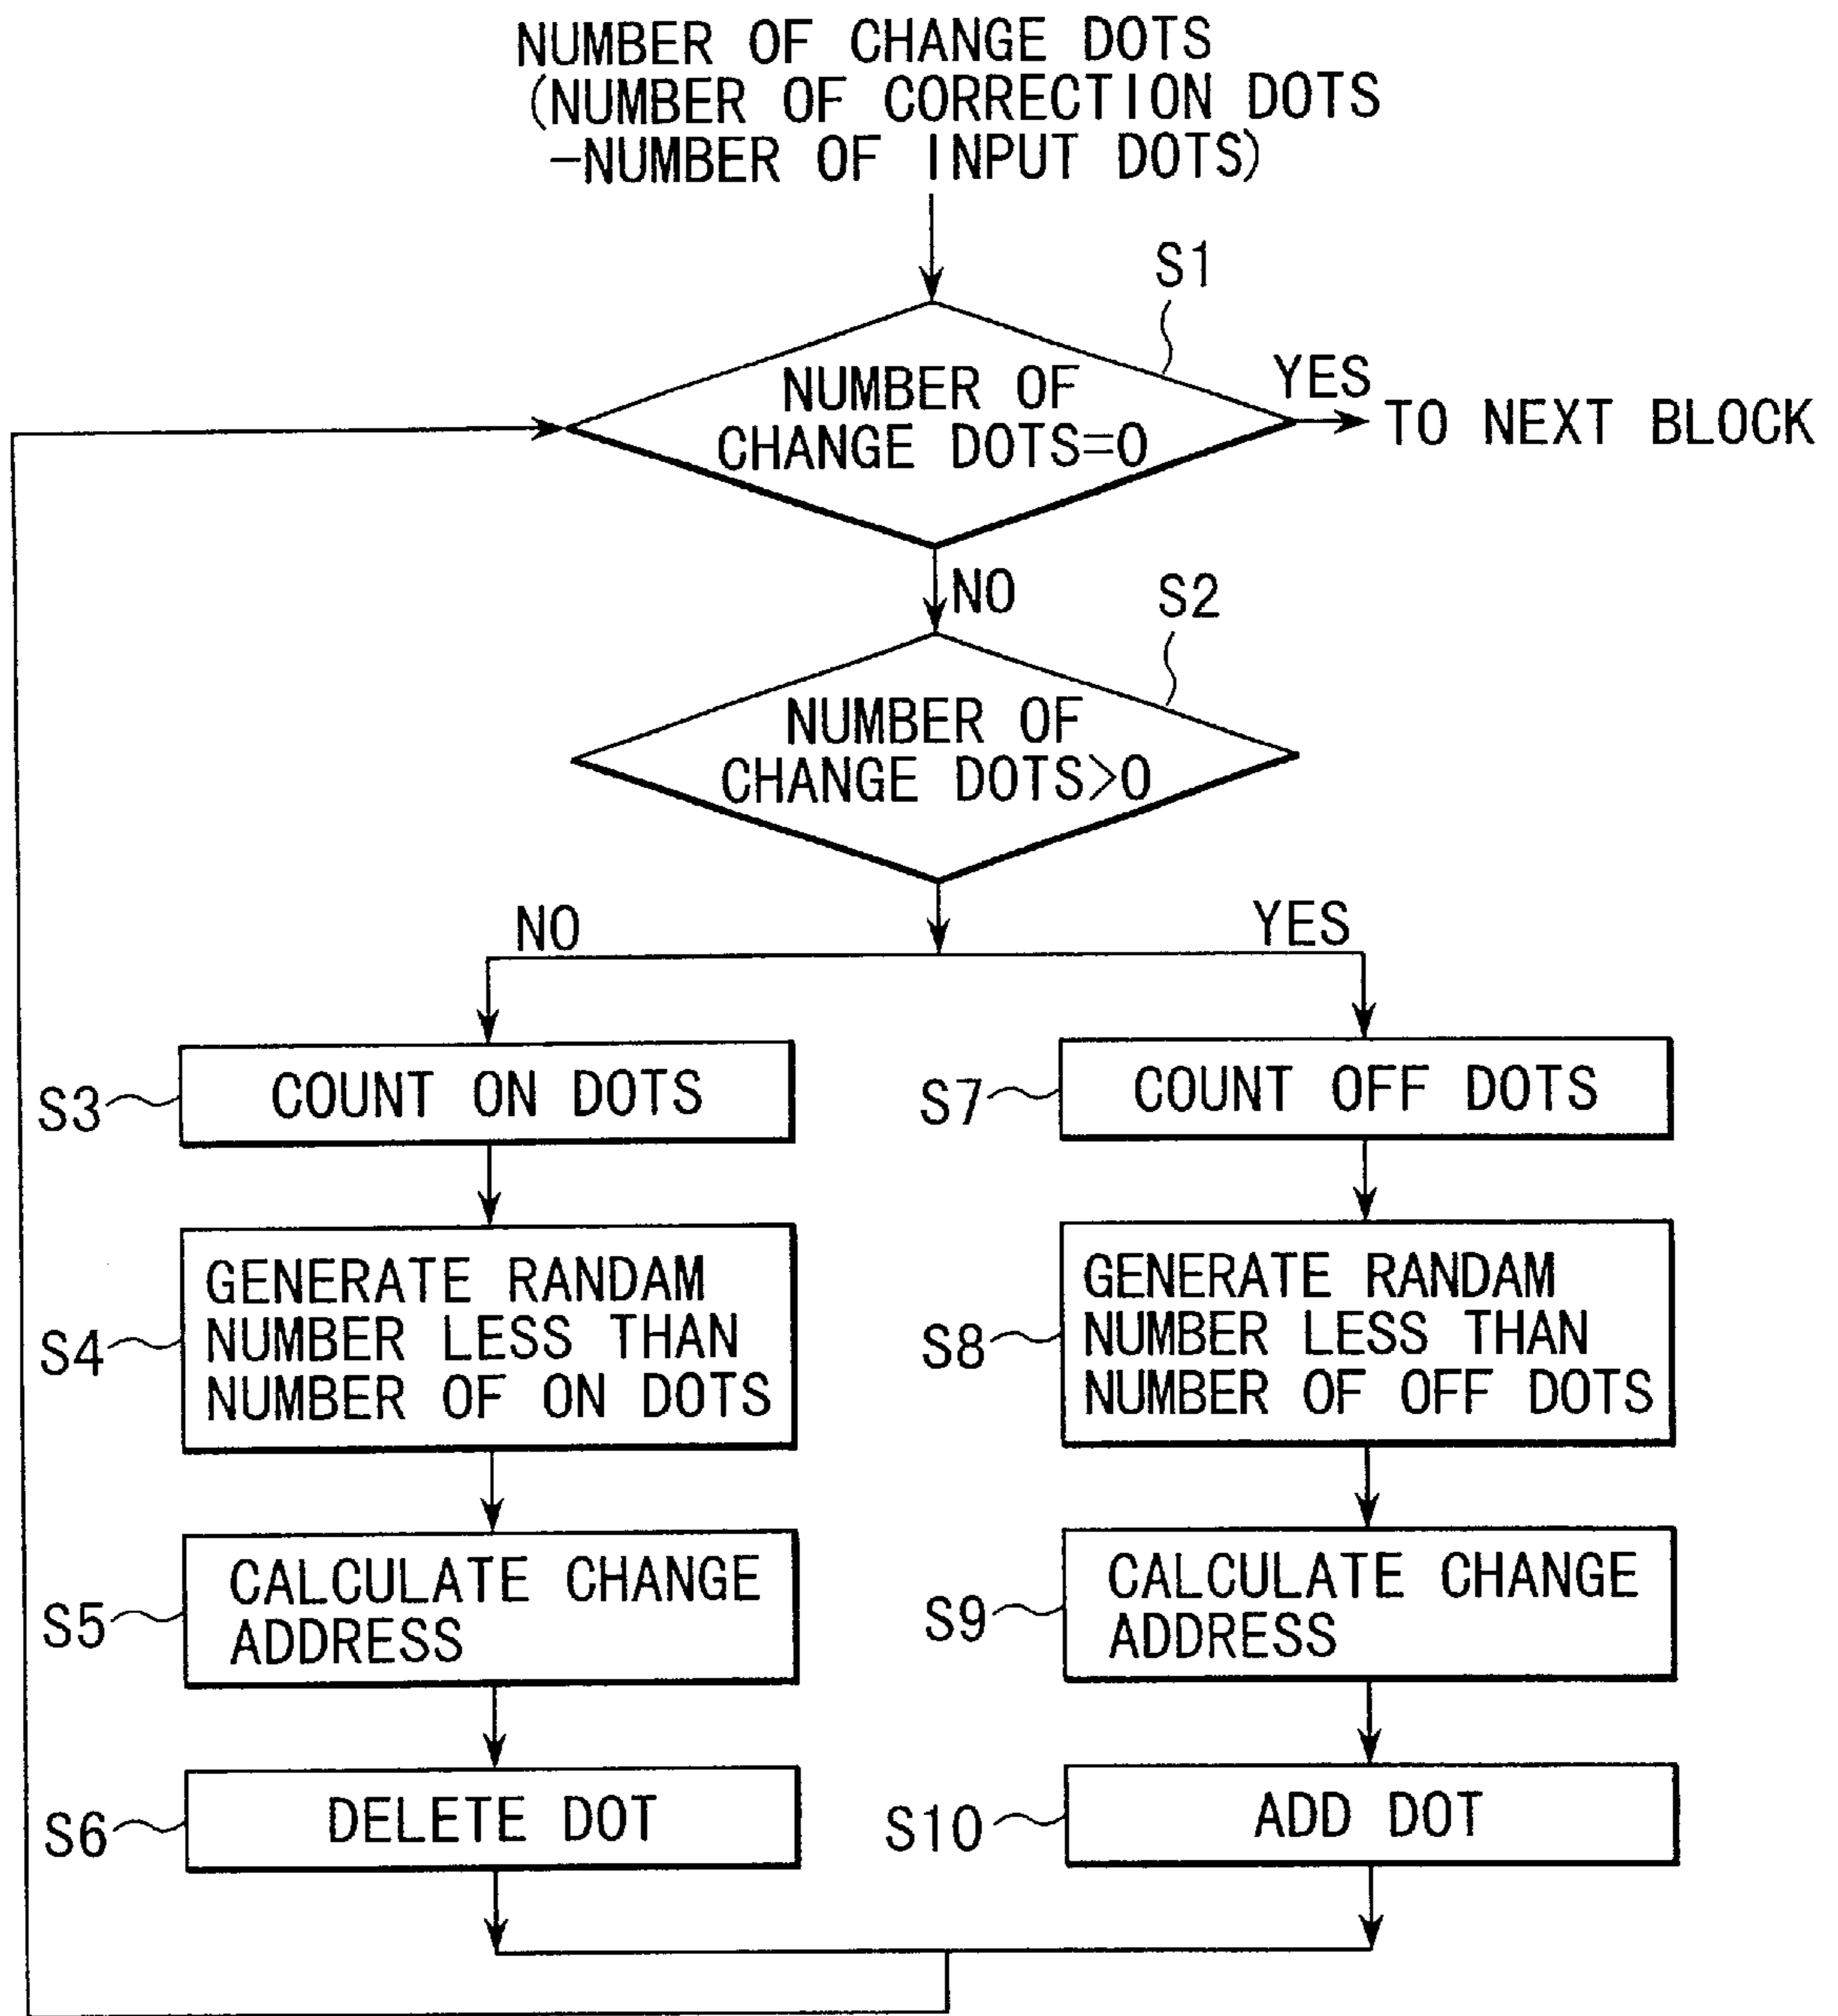 NUMBER OF CHANGE DOTS
(NUMBER OF CORRECTION DOTS
-NUMBER OF INPUT DOTS)
S1
NUMBER OF
CHANGE DOTS=0
YES
TO NEXT BLOCK
NO
S2
NUMBER OF
CHANGE DOTS>0
NO
YES
S3
COUNT ON DOTS
S7
COUNT OFF DOTS
S4
GENERATE RANDAM
NUMBER LESS THAN
NUMBER OF ON DOTS
S8
GENERATE RANDAM
NUMBER LESS THAN
NUMBER OF OFF DOTS
S5
CALCULATE CHANGE
ADDRESS
S9
CALCULATE CHANGE
ADDRESS
S6
DELETE DOT
S10
ADD DOT